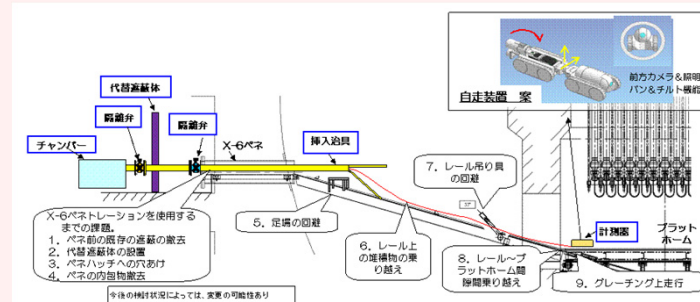 前方カメラ&照明
パン&チルト機能
自走装置 案
代替遮蔽体
隔離弁
隔離弁
チャンバー
X-6ペネ
挿入治具
7. レール吊り具
の回避
X-6ペネトレーションを使用する
までの課題。
1. ペネ前の既存の遮蔽の撤去
2. 代替遮蔽体の設置
3. ペネハッチへの穴あけ
4. ペネの内包物撤去
5. 足場の回避
6. レール上
の堆積物の乗
り越え
計測器
プラット
ホーム
8. レール~プ
ラットホーム間
隙間乗り越え
9. グレーチング上走行
今後の検討状況によっては、変更の可能性あり